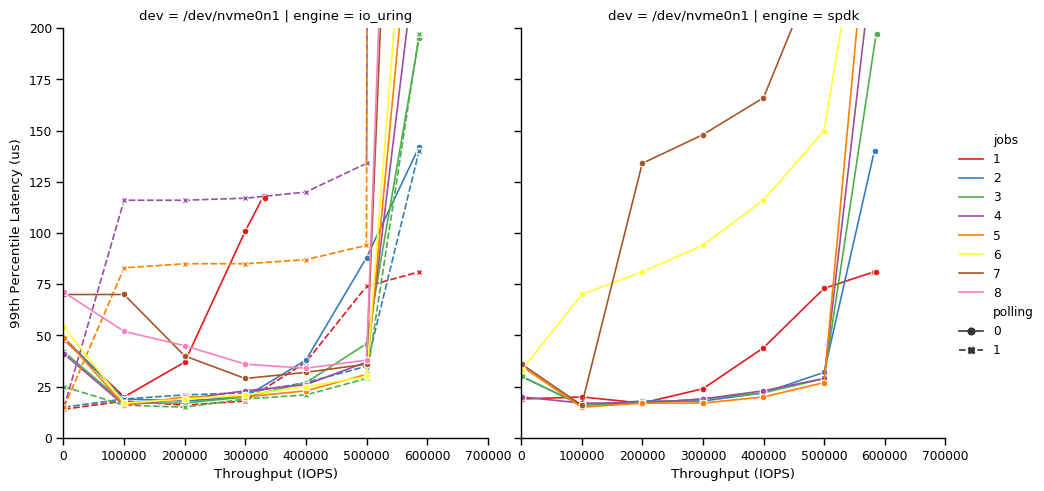 dev = /dev/nvme0n1 | engine = io_uring
dev = /dev/nvme0n1 | engine = spdk
99th Percentile Latency (us)
200
175
150
125
100
75
50
25
0
0 100000 200000 300000 400000 500000 600000 700000
0 100000 200000 300000 400000 500000 600000 700000
Throughput (IOPS)
Throughput (IOPS)
jobs
1
2
3
4
5
6
7
8
polling
0
1